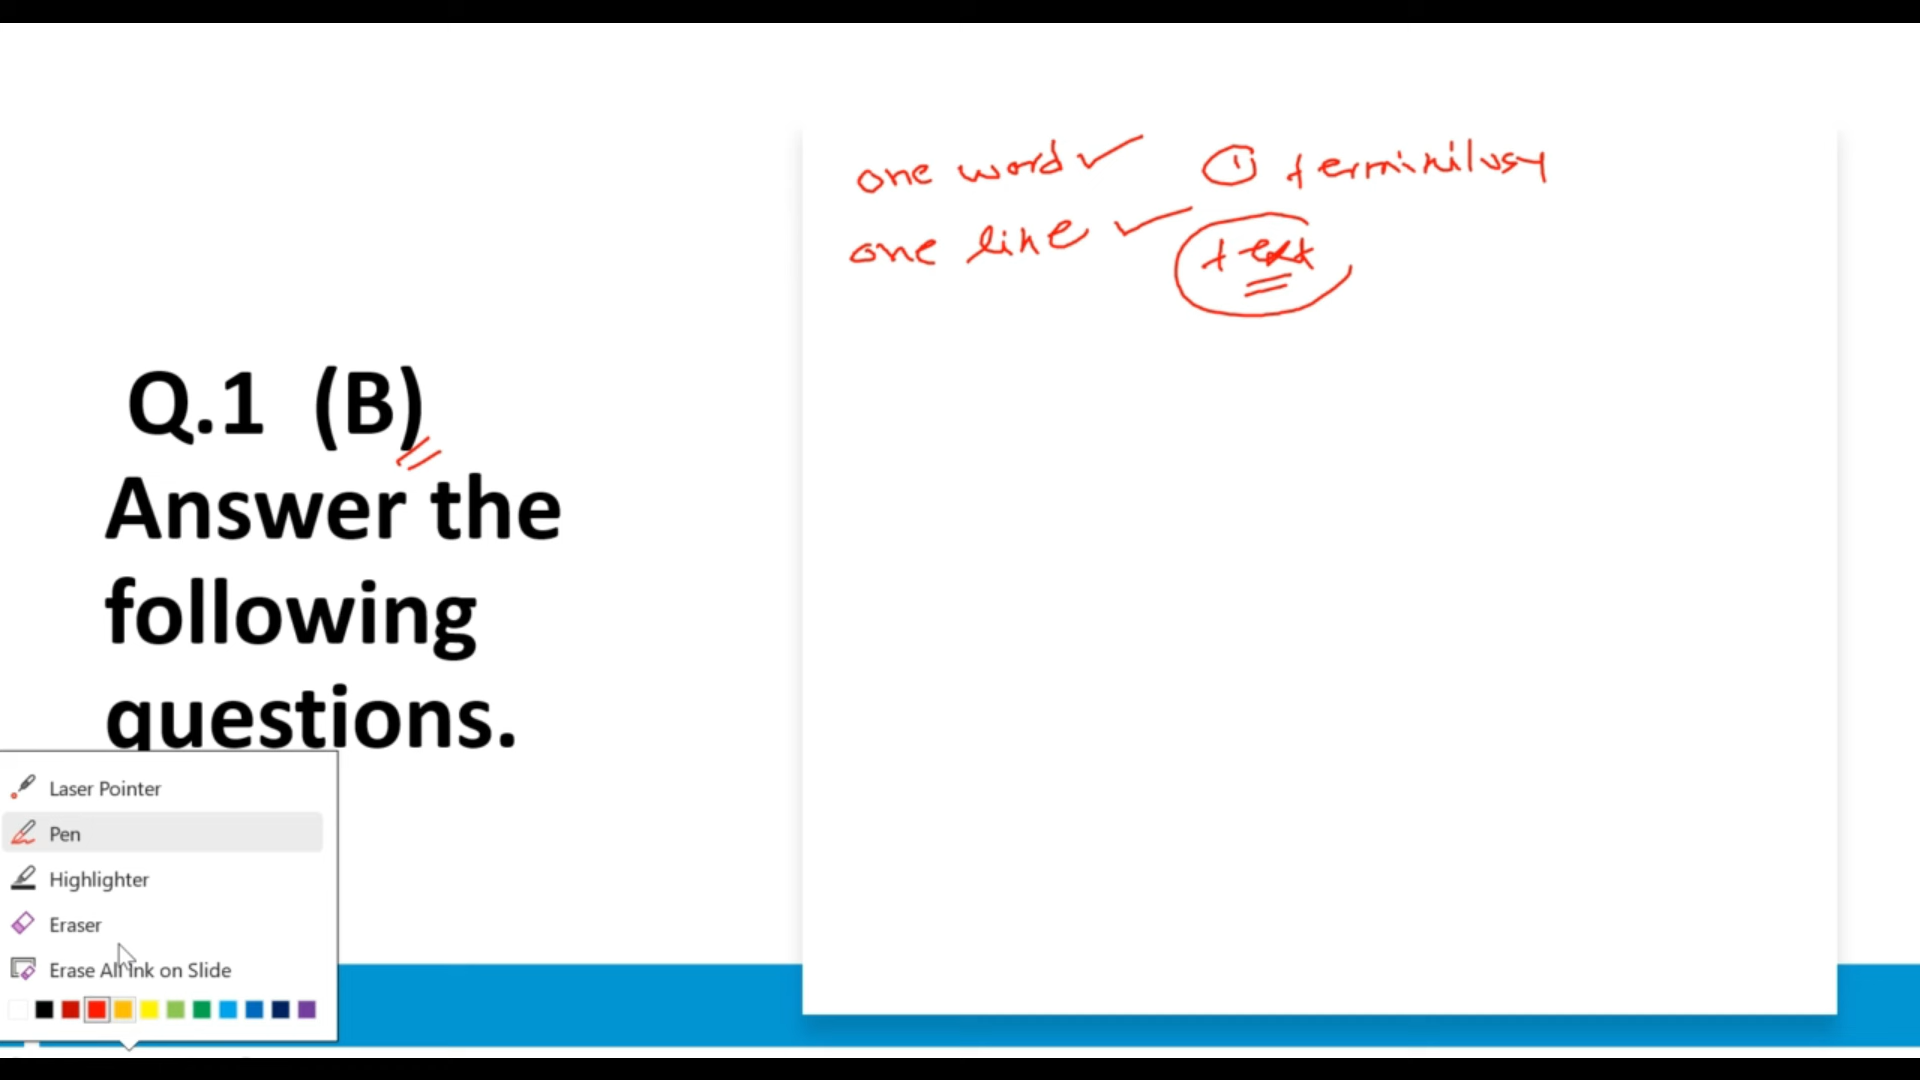 one word ① terminilusy
one line text
Q.1 (B)
Answer the
following
questions.
Laser Pointer
Pen
Highlighter
Eraser
Erase All Ink on Slide